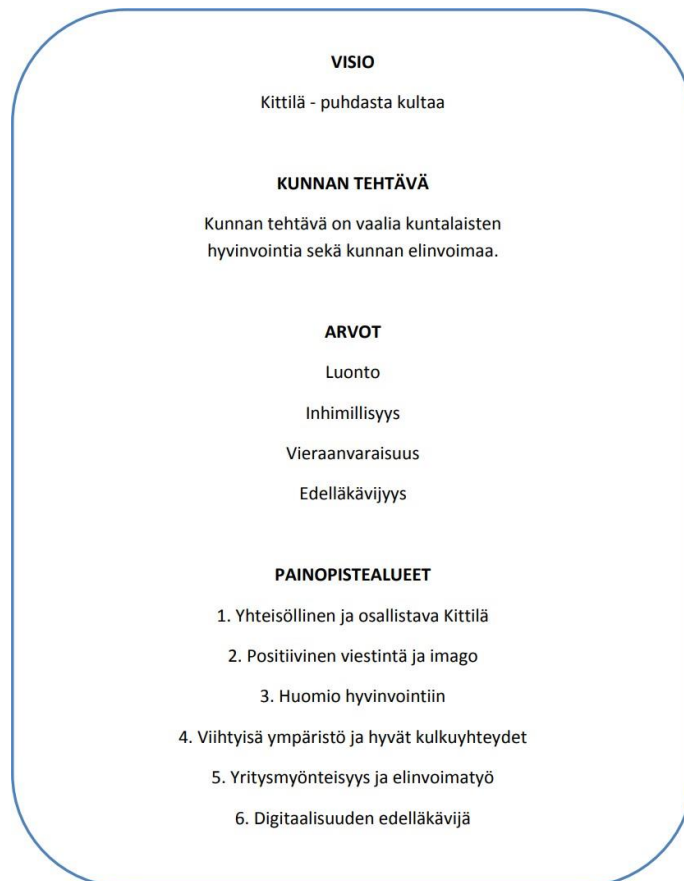 VISIO
Kittilä - puhdasta kultaa
KUNNAN TEHTÄVÄ
Kunnan tehtävä on vaalia kuntalaisten
hyvinvointia sekä kunnan elinvoimaa.
ARVOT
Luonto
Inhimillisyys
Vieraanvaraisuus
Edelläkävijyys
PAINOPISTEALUEET
1. Yhteisöllinen ja osallistava Kittilä
2. Positiivinen viestintä ja imago
3. Huomio hyvinvointiin
4. Viihtyisä ympäristö ja hyvät kulkuyhteydet
5. Yritysmyönteisyys ja elinvoimatyö
6. Digitaalisuuden edelläkävijä